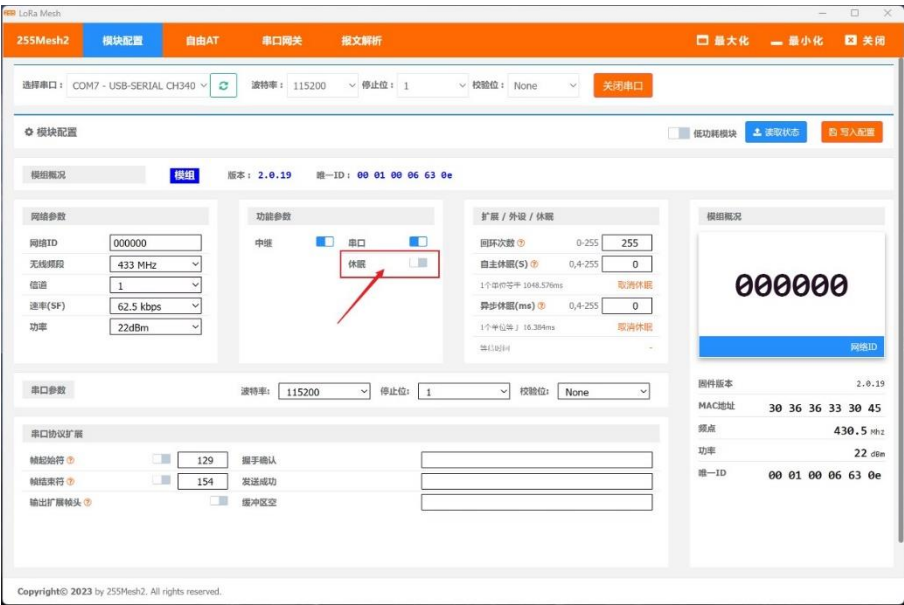 LoRa Mesh
255Mesh2 模块配置 自由AT 串口网关 报文解析 最大化 最小化 关闭
选择串口： COM7 - USB-SERIAL CH340 波特率： 115200 停止位： 1 校验位： None 关闭串口
模块配置 低功耗模块 读取状态 写入配置
模组概况 模组 版本： 2.0.19 唯一ID： 00 01 00 06 63 0e
网络参数 功能参数 扩展 / 外设 / 休眠 模组概况
网络ID 000000 中继 串口 回环次数 0-255 255
无线频段 433 MHz 休眠 自主休眠(S) 0,4-255 0
信道 1 1个单位等于 1048.576ms 取消休眠
速率(SF) 62.5 kbps 异步休眠(ms) 0,4-255 0
功率 22dBm 16.384ms 取消休眠
-
000000
网络ID
串口参数 波特率: 115200 停止位: 1 校验位: None
固件版本 2.0.19
MAC地址 30 36 36 33 30 45
频点 430.5 Mhz
功率 22 dBm
唯一ID 00 01 00 06 63 0e
串口协议扩展
帧起始符 129 握手确认
帧结束符 154 发送成功
输出扩展帧头 缓冲区空
Copyright© 2023 by 255Mesh2. All rights reserved.